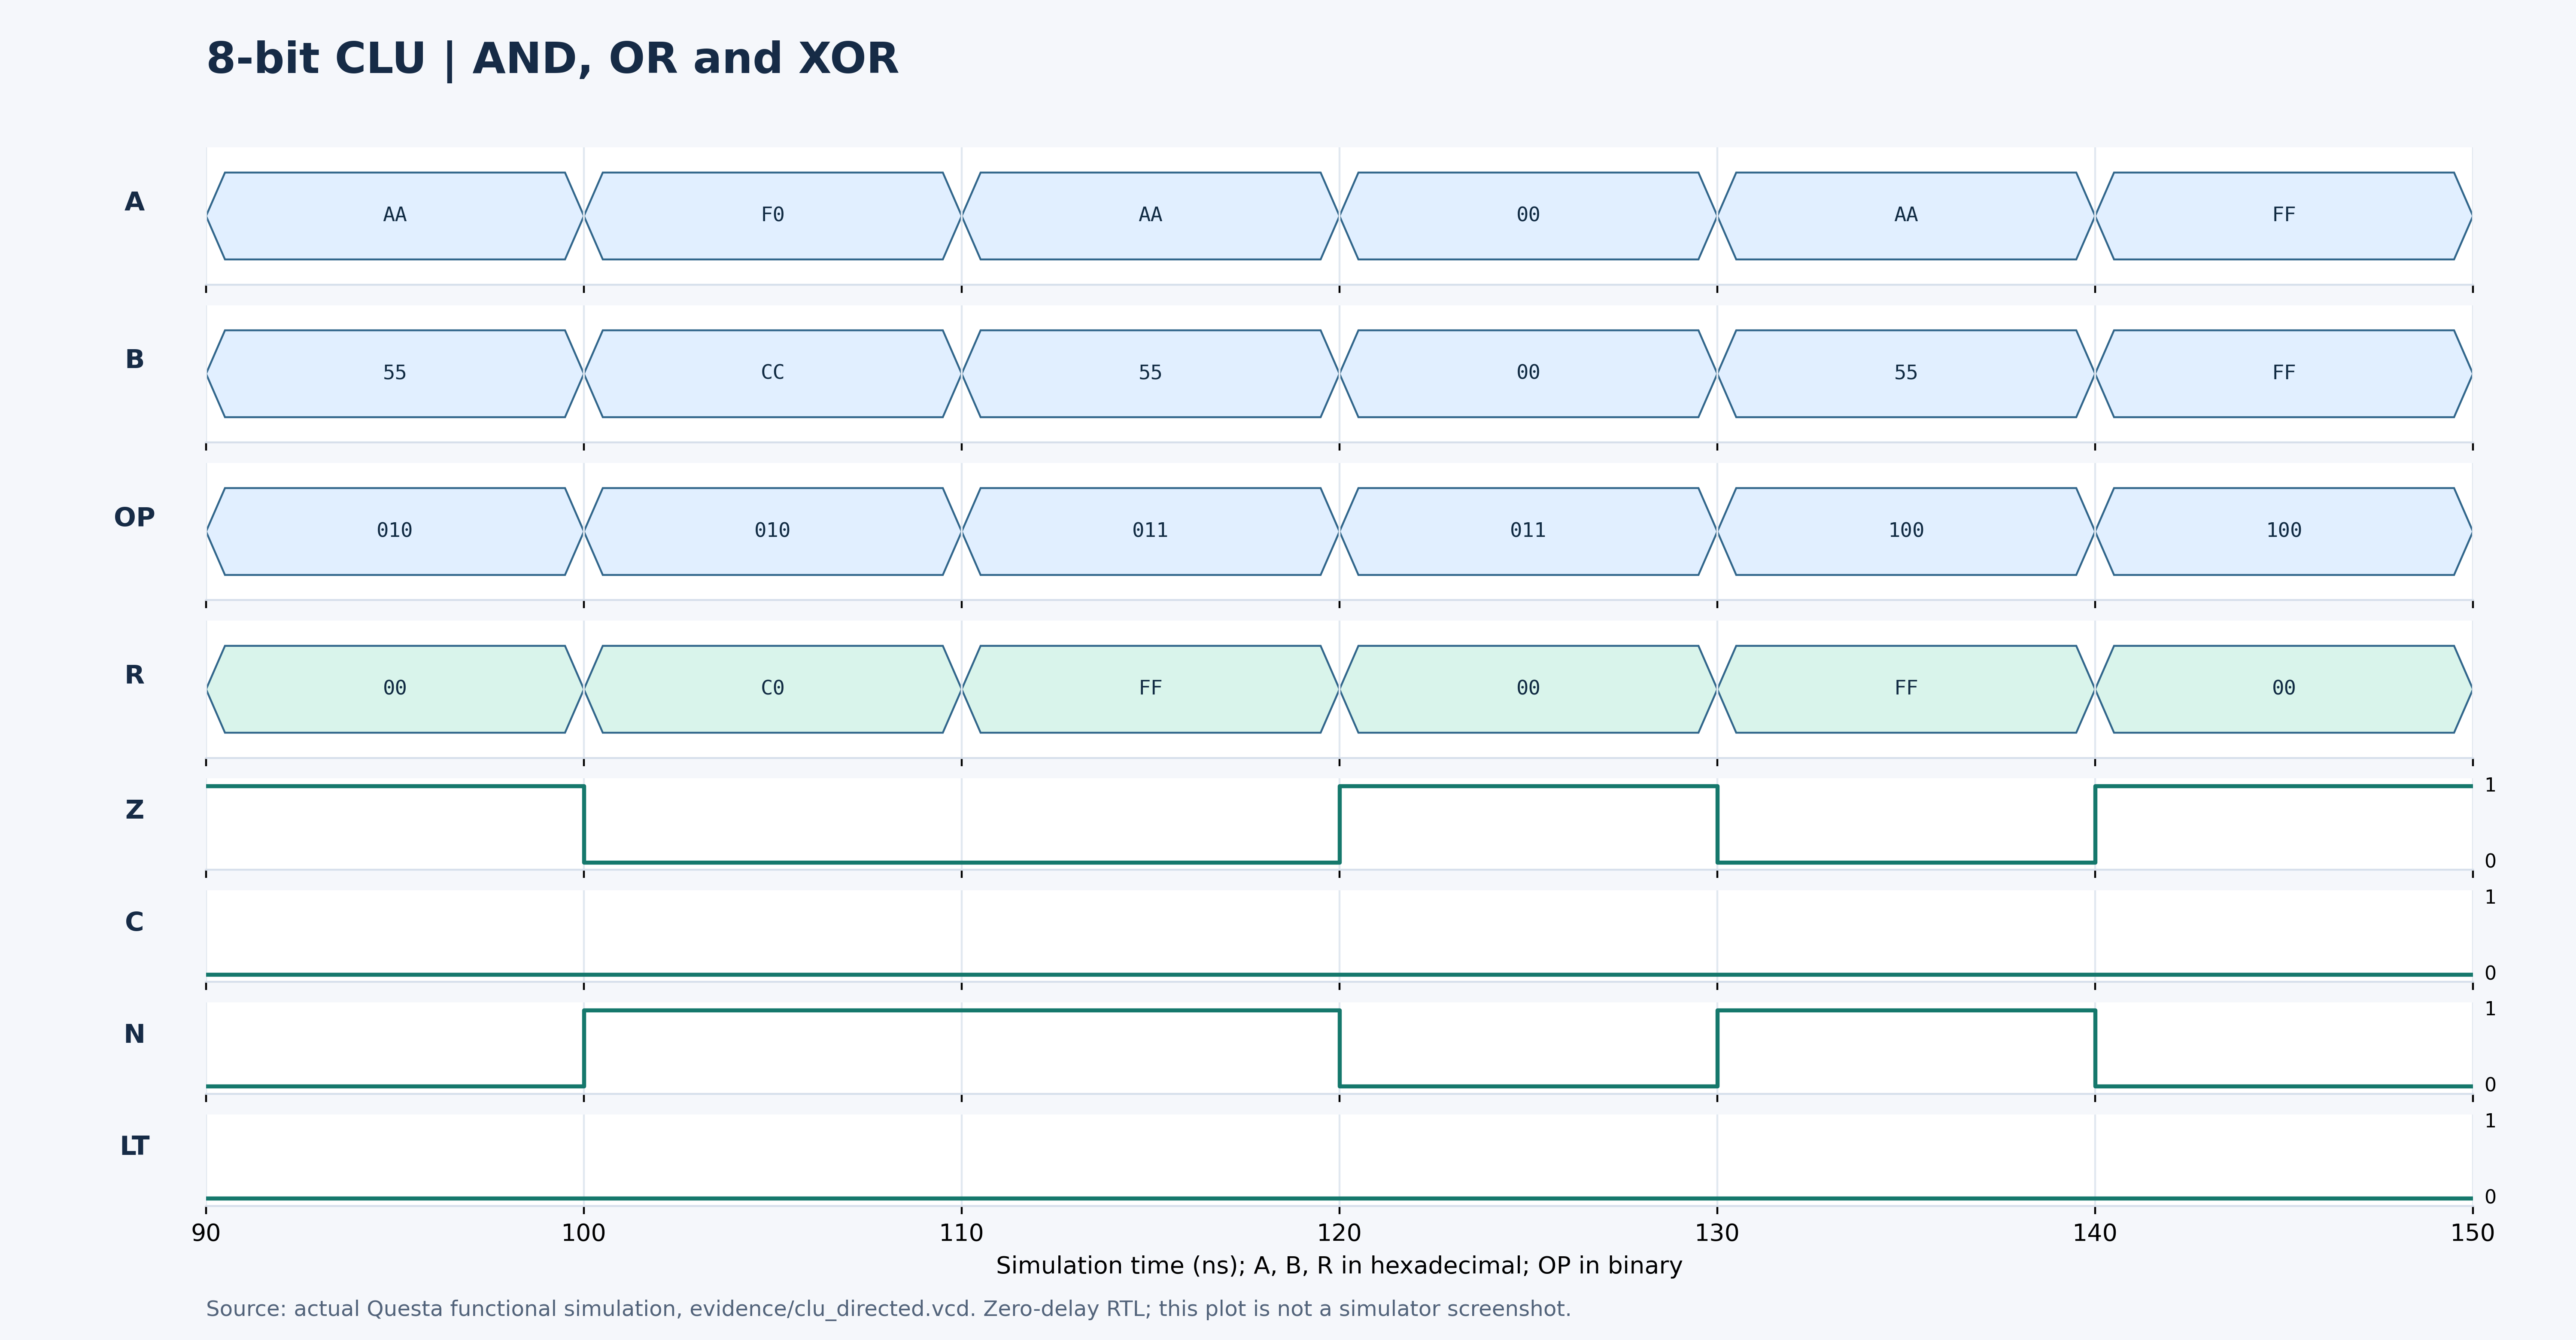 8-bit CLU | AND, OR and XOR
A AA F0 AA 00 AA FF
B 55 CC 55 00 55 FF
OP 010 010 011 011 100 100
R 00 C0 FF 00 FF 00
1
Z
0
1
C
0
1
N
0
1
LT
0
90 100 110 120 130 140 150
Simulation time (ns); A, B, R in hexadecimal; OP in binary
Source: actual Questa functional simulation, evidence/clu_directed.vcd. Zero-delay RTL; this plot is not a simulator screenshot.